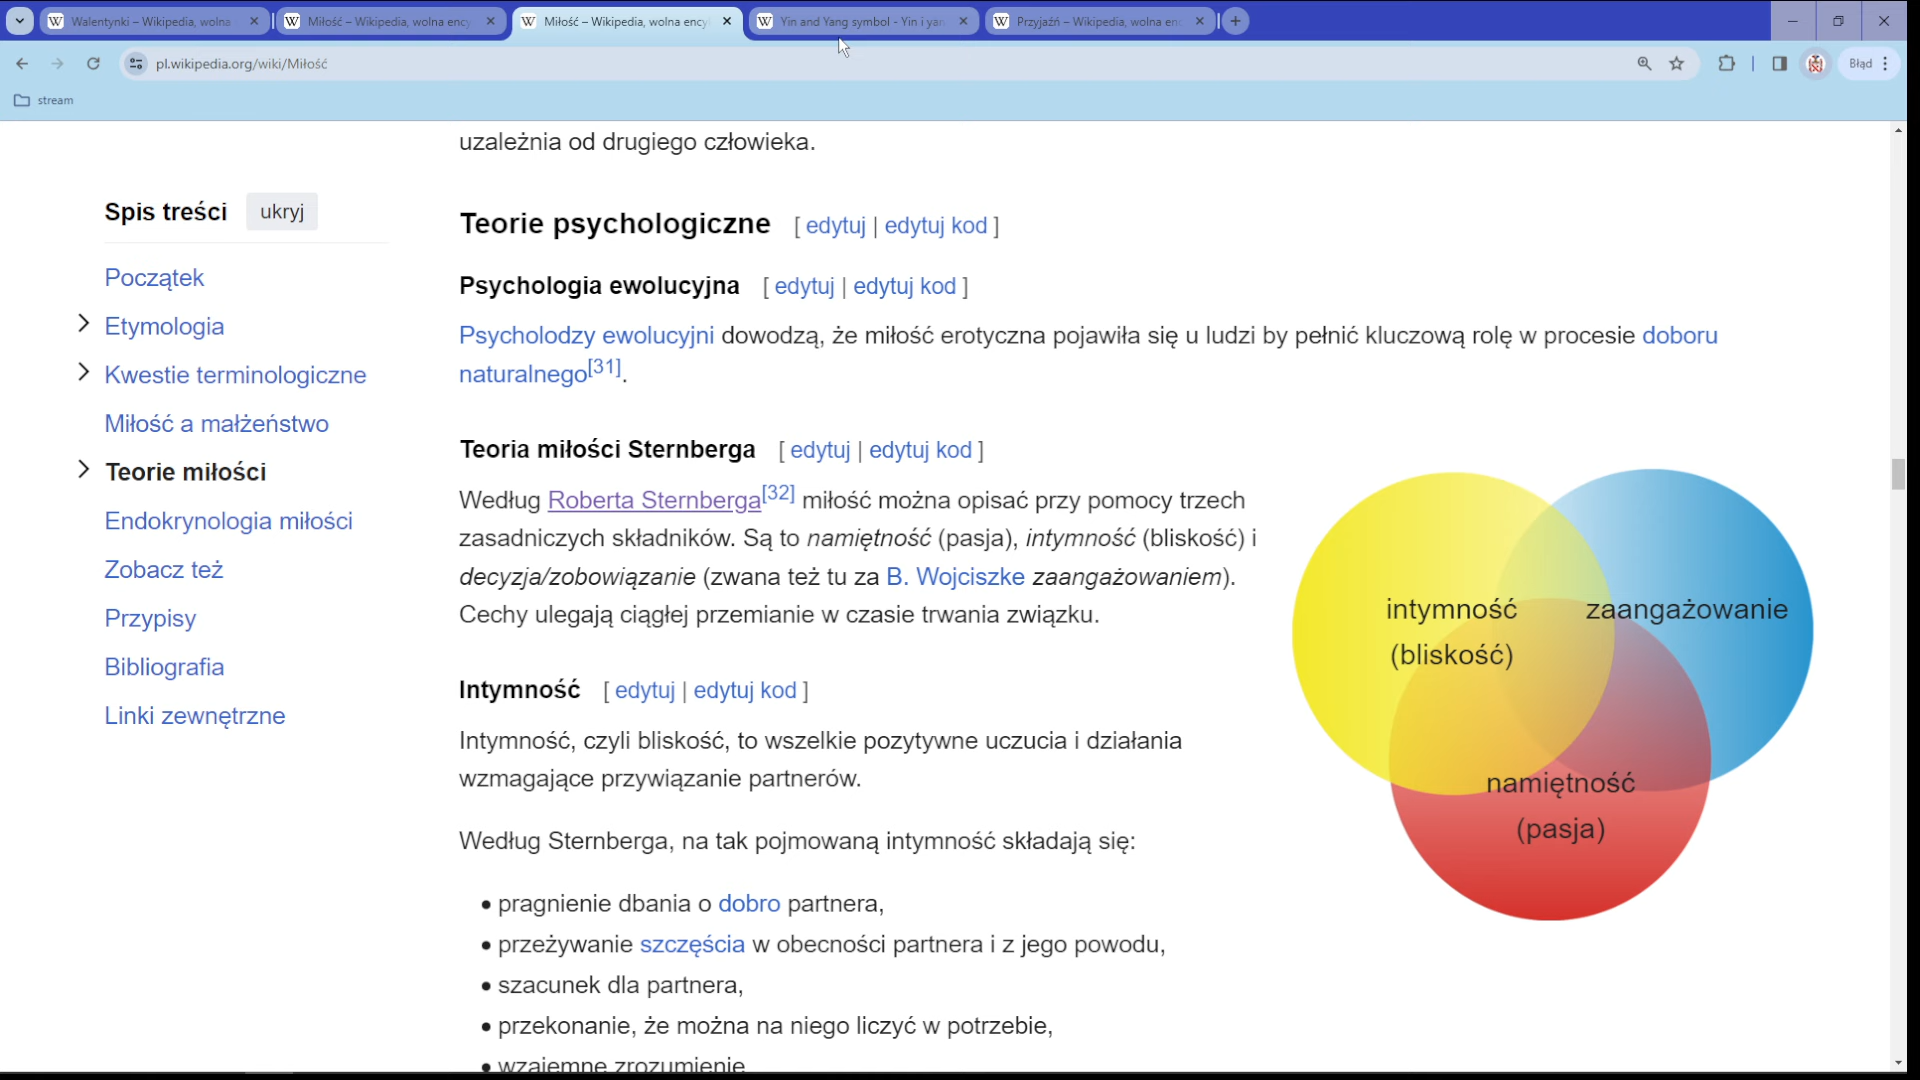 Walentynki – Wikipedia, wolna
Miłość – Wikipedia, wolna ency
Miłość – Wikipedia, wolna ency
Yin and Yang symbol - Yin i yan
Przyjaźń – Wikipedia, wolna en
pl.wikipedia.org/wiki/Miłość
Błąd
stream
uzależnia od drugiego człowieka.
Spis treści ukryj
Początek
Etymologia
Kwestie terminologiczne
Miłość a małżeństwo
Teorie miłości
Endokrynologia miłości
Zobacz też
Przypisy
Bibliografia
Linki zewnętrzne
Teorie psychologiczne [ edytuj | edytuj kod ]
Psychologia ewolucyjna [ edytuj | edytuj kod ]
Psycholodzy ewolucyjni dowodzą, że miłość erotyczna pojawiła się u ludzi by pełnić kluczową rolę w procesie doboru
naturalnego[31].
Teoria miłości Sternberga [ edytuj | edytuj kod ]
Według Roberta Sternberga[32] miłość można opisać przy pomocy trzech
zasadniczych składników. Są to namiętność (pasja), intymność (bliskość) i
decyzja/zobowiązanie (zwana też tu za B. Wojciszke zaangażowaniem).
Cechy ulegają ciągłej przemianie w czasie trwania związku.
Intymność [ edytuj | edytuj kod ]
Intymność, czyli bliskość, to wszelkie pozytywne uczucia i działania
wzmagające przywiązanie partnerów.
Według Sternberga, na tak pojmowaną intymność składają się:
• pragnienie dbania o dobro partnera,
• przeżywanie szczęścia w obecności partnera i z jego powodu,
• szacunek dla partnera,
• przekonanie, że można na niego liczyć w potrzebie,
• wzajemne zrozumienie
intymność
(bliskość)
zaangażowanie
namiętność
(pasja)